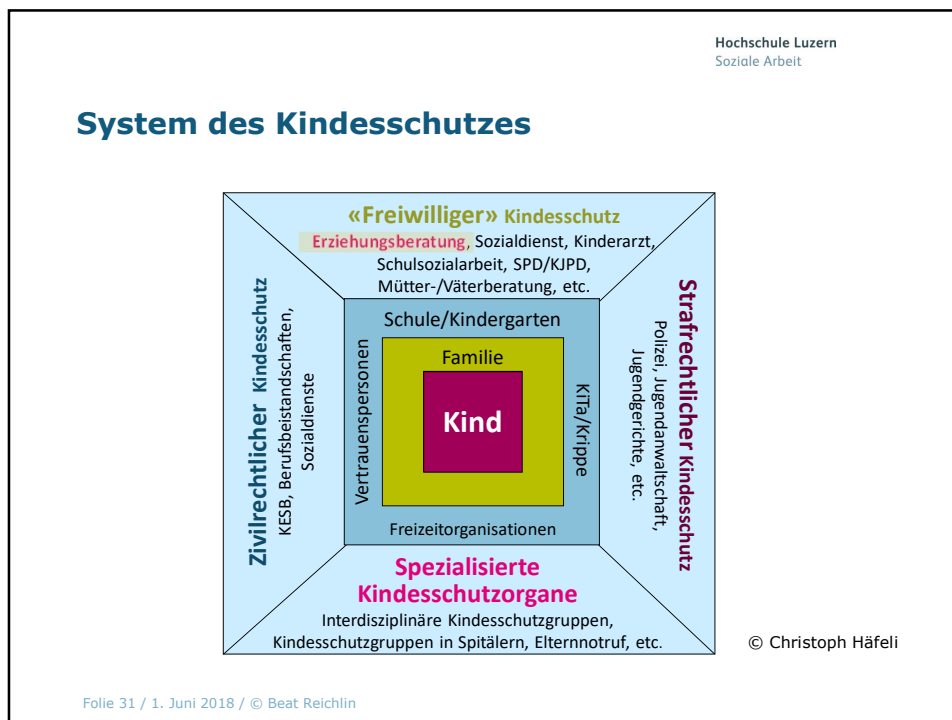 Hochschule Luzern
Soziale Arbeit
System des Kindesschutzes
«Freiwilliger» Kindesschutz
Erziehungsberatung, Sozialdienst, Kinderarzt,
Schulsozialarbeit, SPD/KJPD,
Mütter-/Väterberatung, etc.
Zivilrechtlicher Kindesschutz
KESB, Berufsbeistandschaften,
Sozialdienste
Schule/Kindergarten
Vertrauenspersonen
Familie
Kind
KiTa/Krippe
Freizeitorganisationen
Strafrechtlicher Kindesschutz
Polizei, Jugendanwaltschaft,
Jugendgerichte, etc.
Spezialisierte
Kindesschutzorgane
Interdisziplinäre Kindesschutzgruppen,
Kindesschutzgruppen in Spitälern, Elternnotruf, etc.
© Christoph Häfeli
Folie 31 / 1. Juni 2018 / © Beat Reichlin